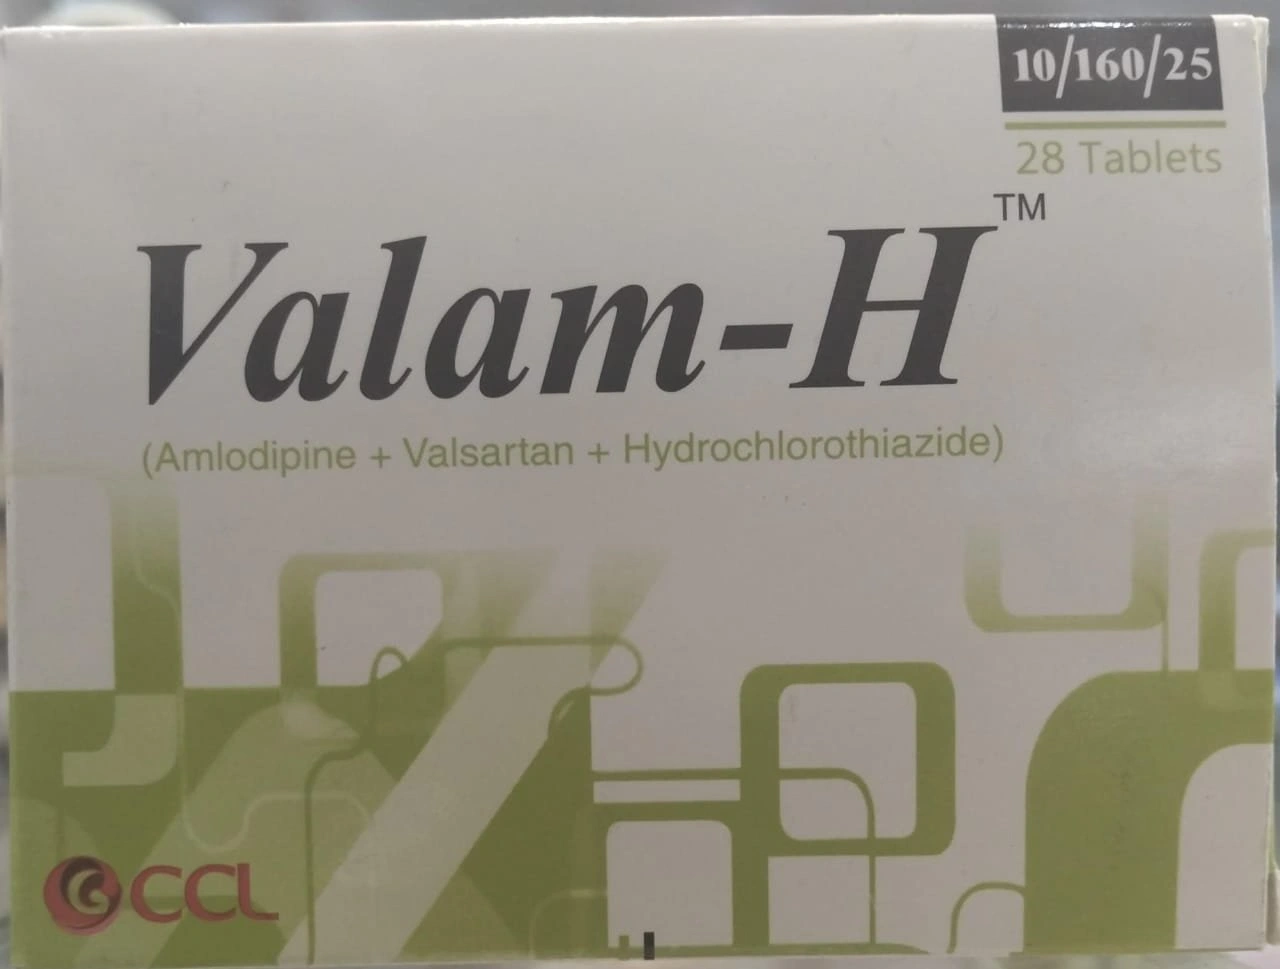 10/160/25
28 Tablets
Valam-H™
(Amlodipine + Valsartan + Hydrochlorothiazide)
CCL